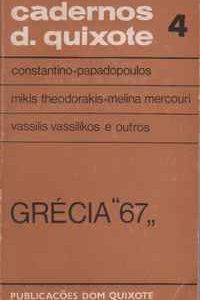 cadernos
d. quixote 4
constantino-papadopoulos
mikis theodorakis-melina mercouri
vassilis vassilikos e outros
GRÉCIA "67„
PUBLICAÇÕES DOM QUIXOTE